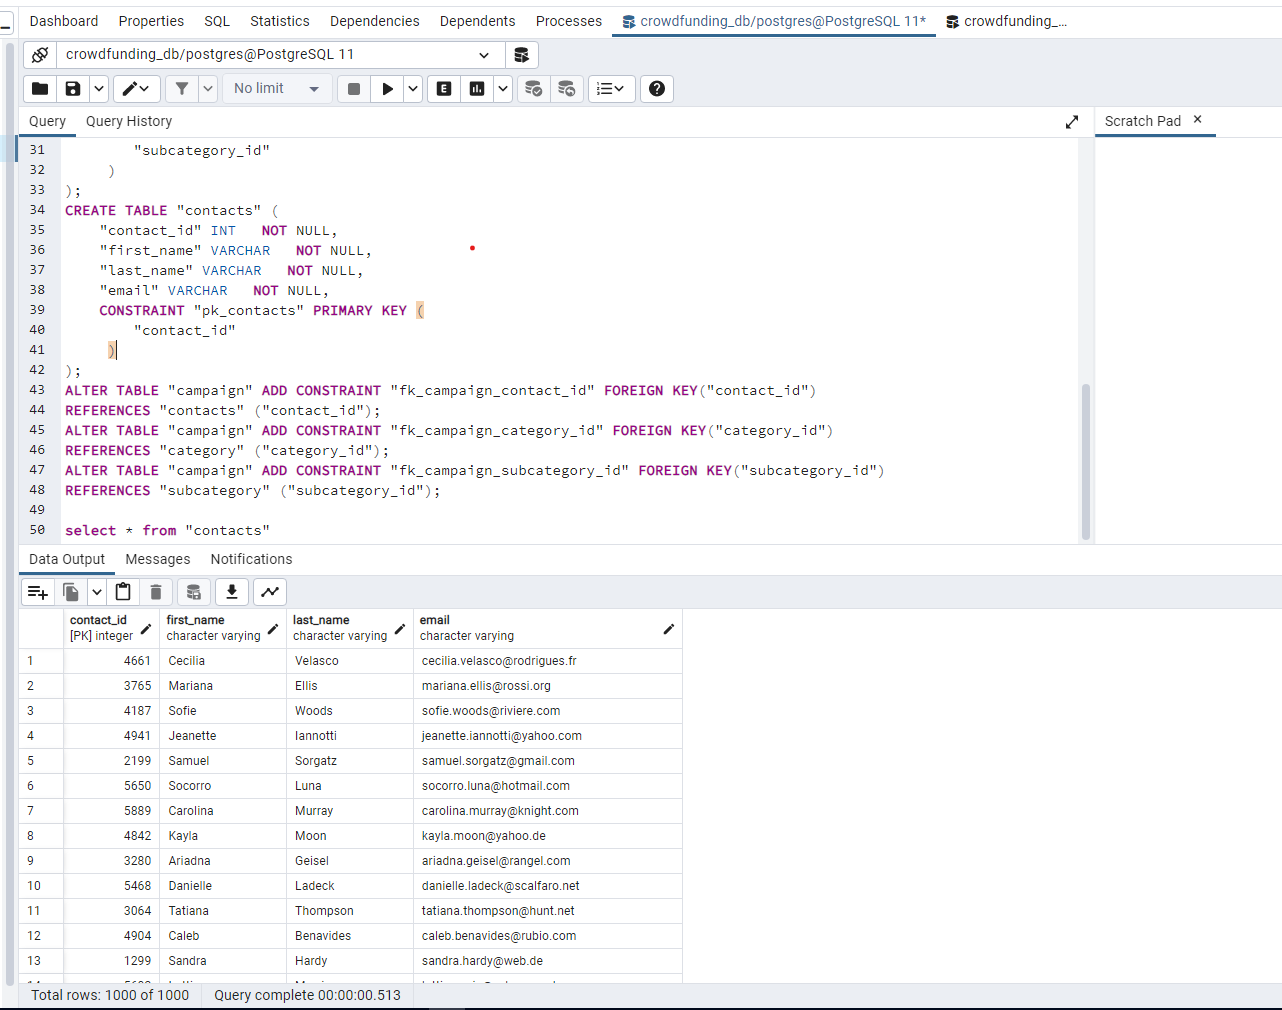 Dashboard Properties SQL Statistics Dependencies Dependents Processes crowdfunding_db/postgres@PostgreSQL 11* crowdfunding_...
crowdfunding_db/postgres@PostgreSQL 11
No limit E
Query Query History Scratch Pad
31 "subcategory_id"
32 )
33 );
34 CREATE TABLE "contacts" (
35 "contact_id" INT NOT NULL,
36 "first_name" VARCHAR NOT NULL,
37 "last_name" VARCHAR NOT NULL,
38 "email" VARCHAR NOT NULL,
39 CONSTRAINT "pk_contacts" PRIMARY KEY (
40 "contact_id"
41 )
42 );
43 ALTER TABLE "campaign" ADD CONSTRAINT "fk_campaign_contact_id" FOREIGN KEY("contact_id")
44 REFERENCES "contacts" ("contact_id");
45 ALTER TABLE "campaign" ADD CONSTRAINT "fk_campaign_category_id" FOREIGN KEY("category_id")
46 REFERENCES "category" ("category_id");
47 ALTER TABLE "campaign" ADD CONSTRAINT "fk_campaign_subcategory_id" FOREIGN KEY("subcategory_id")
48 REFERENCES "subcategory" ("subcategory_id");
49
50 select * from "contacts"
Data Output Messages Notifications
contact_id first_name last_name email
[PK] integer character varying character varying character varying
1 4661 Cecilia Velasco cecilia.velasco@rodrigues.fr
2 3765 Mariana Ellis mariana.ellis@rossi.org
3 4187 Sofie Woods sofie.woods@riviere.com
4 4941 Jeanette Iannotti jeanette.iannotti@yahoo.com
5 2199 Samuel Sorgatz samuel.sorgatz@gmail.com
6 5650 Socorro Luna socorro.luna@hotmail.com
7 5889 Carolina Murray carolina.murray@knight.com
8 4842 Kayla Moon kayla.moon@yahoo.de
9 3280 Ariadna Geisel ariadna.geisel@rangel.com
10 5468 Danielle Ladeck danielle.ladeck@scalfaro.net
11 3064 Tatiana Thompson tatiana.thompson@hunt.net
12 4904 Caleb Benavides caleb.benavides@rubio.com
13 1299 Sandra Hardy sandra.hardy@web.de
Total rows: 1000 of 1000 Query complete 00:00:00.513